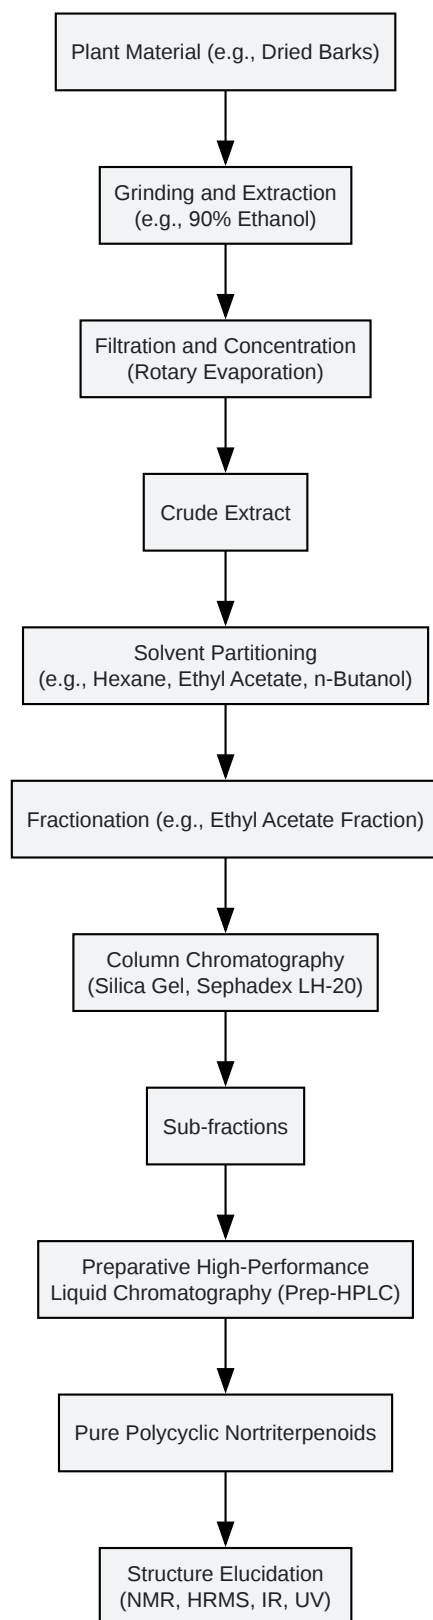 Plant Material (e.g., Dried Barks)
Grinding and Extraction
(e.g., 90% Ethanol)
Filtration and Concentration
(Rotary Evaporation)
Crude Extract
Solvent Partitioning
(e.g., Hexane, Ethyl Acetate, n-Butanol)
Fractionation (e.g., Ethyl Acetate Fraction)
Column Chromatography
(Silica Gel, Sephadex LH-20)
Sub-fractions
Preparative High-Performance
Liquid Chromatography (Prep-HPLC)
Pure Polycyclic Nortriterpenoids
Structure Elucidation
(NMR, HRMS, IR, UV)